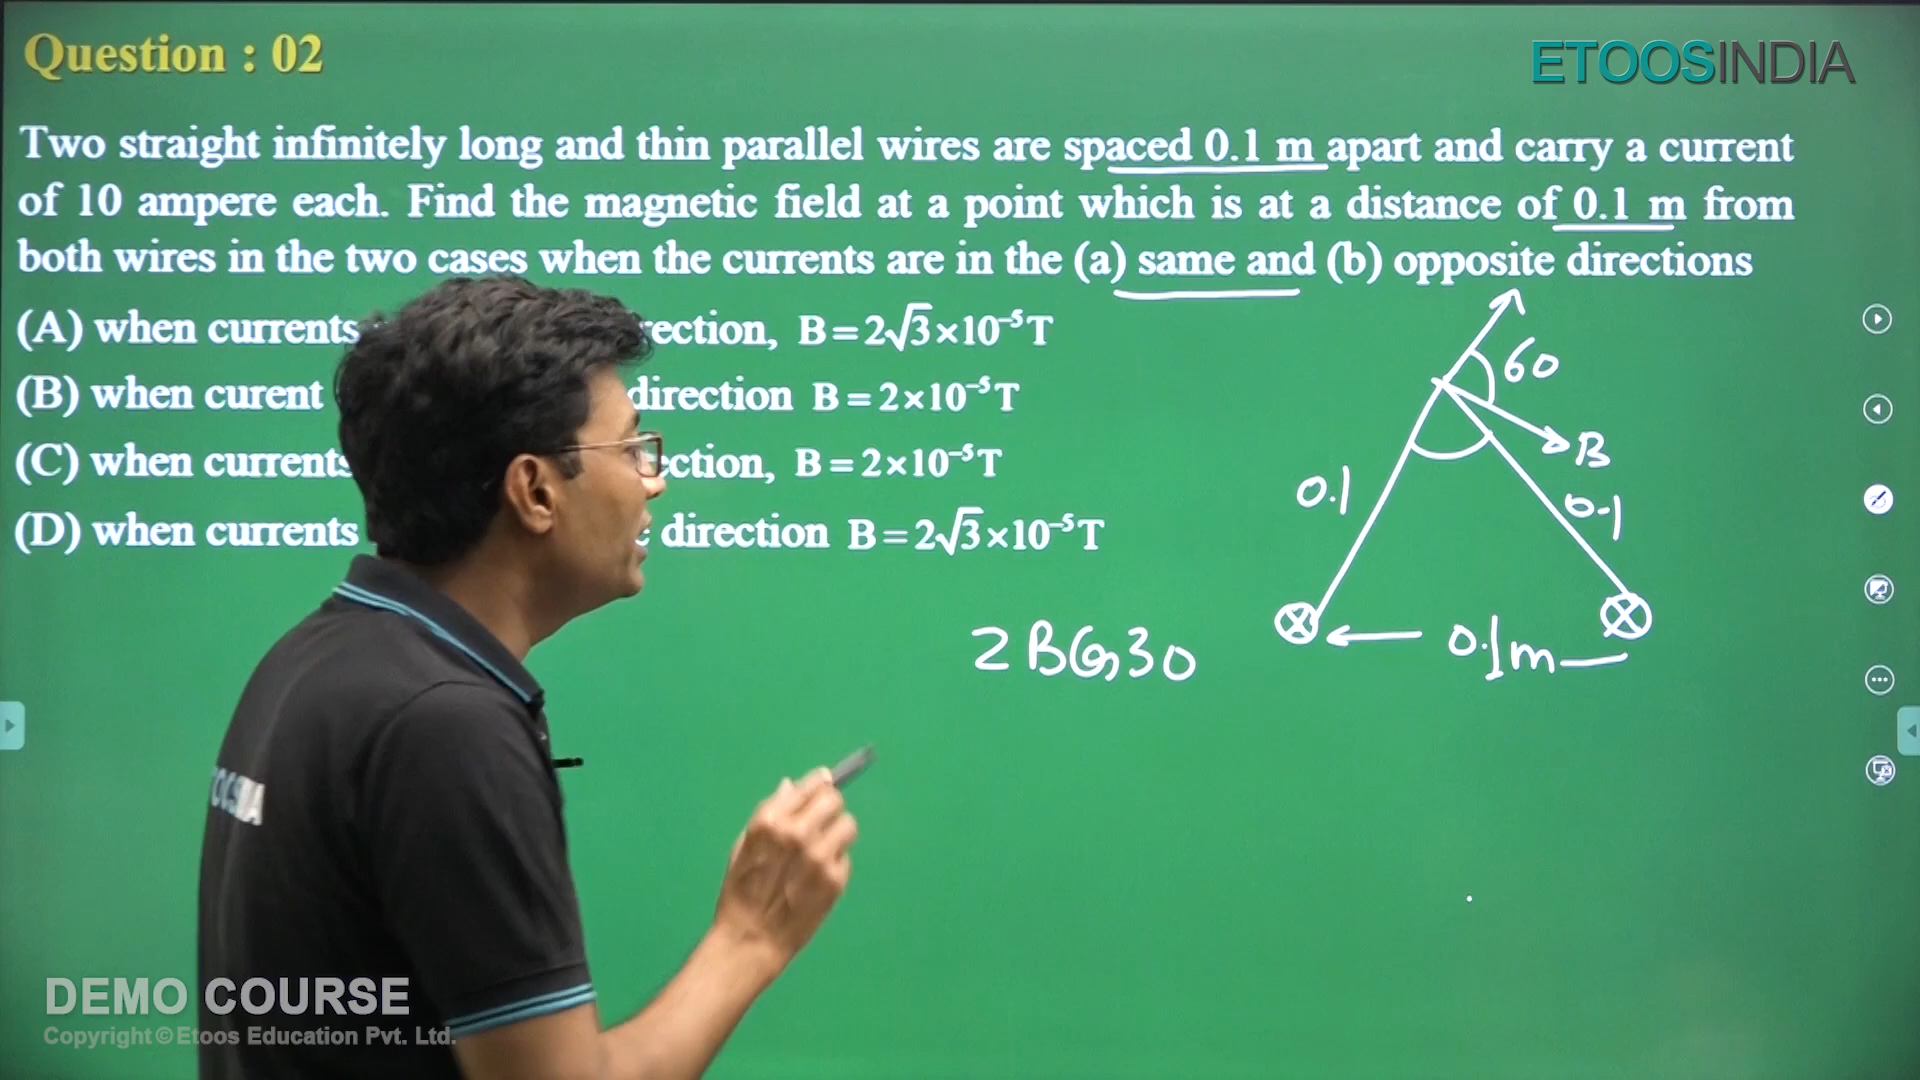 Question : 02
ETOOSINDIA
Two straight infinitely long and thin parallel wires are spaced 0.1 m apart and carry a current
of 10 ampere each. Find the magnetic field at a point which is at a distance of 0.1 m from
both wires in the two cases when the currents are in the (a) same and (b) opposite directions
(A) when currents rection, B=2√3×10⁻⁵T
(B) when curent direction B=2×10⁻⁵T
(C) when currents ction, B=2×10⁻⁵T
(D) when currents direction B=2√3×10⁻⁵T
60
B
0.1
0.1
0.1m
2BCos30
DEMO COURSE
Copyright © Etoos Education Pvt. Ltd.